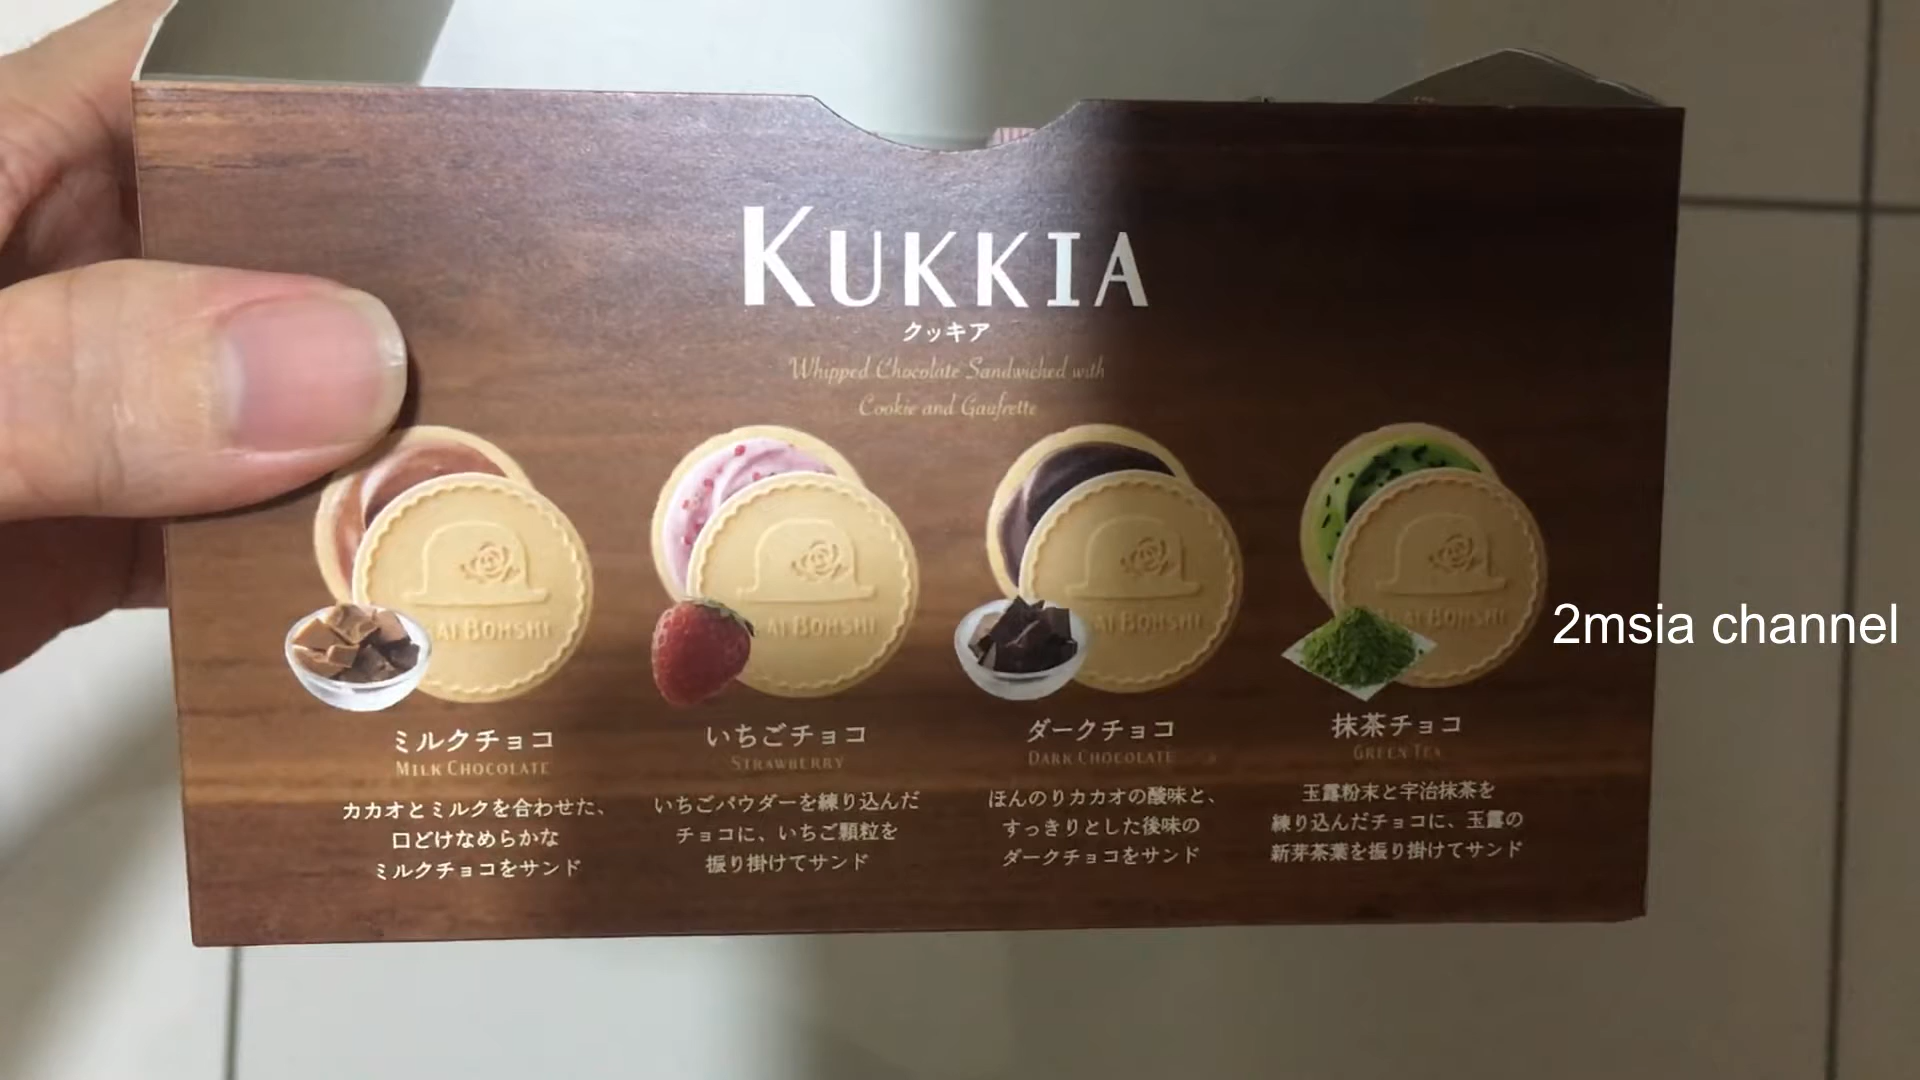 KUKKIA
クッキア
Whipped Chocolate Sandwiched with
Cookie and Gaufrette
AI BOHSHI
AI BOHSHI
AI BOHSHI
AI BOHSHI
2msia channel
ミルクチョコ
MILK CHOCOLATE
カカオとミルクを合わせた、
口どけなめらかな
ミルクチョコをサンド
いちごチョコ
STRAWBERRY
いちごパウダーを練り込んだ
チョコに、いちご顆粒を
振り掛けてサンド
ダークチョコ
DARK CHOCOLATE
ほんのりカカオの酸味と、
すっきりとした後味の
ダークチョコをサンド
抹茶チョコ
GREEN TEA
玉露粉末と宇治抹茶を
練り込んだチョコに、玉露の
新芽茶葉を振り掛けてサンド